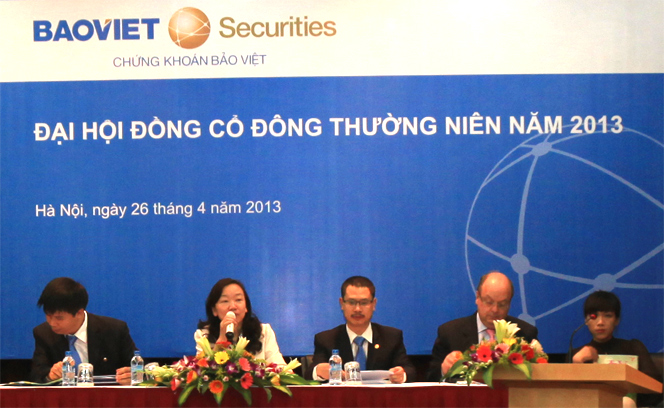 BAOVIET Securities
CHỨNG KHOÁN BẢO VIỆT
ĐẠI HỘI ĐỒNG CỔ ĐÔNG THƯỜNG NIÊN NĂM 2013
Hà Nội, ngày 26 tháng 4 năm 2013